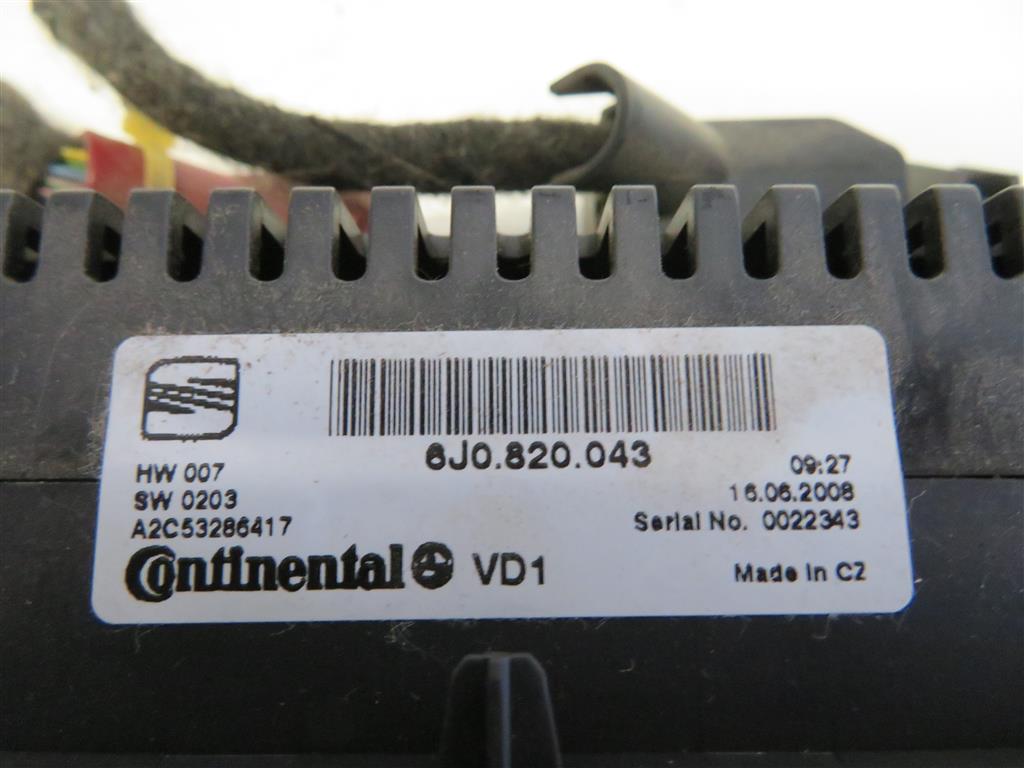 6J0.820.043
HW 007
SW 0203
A2C53286417
09:27
16.06.2008
Serial No. 0022343
Continental VD1
Made in CZ